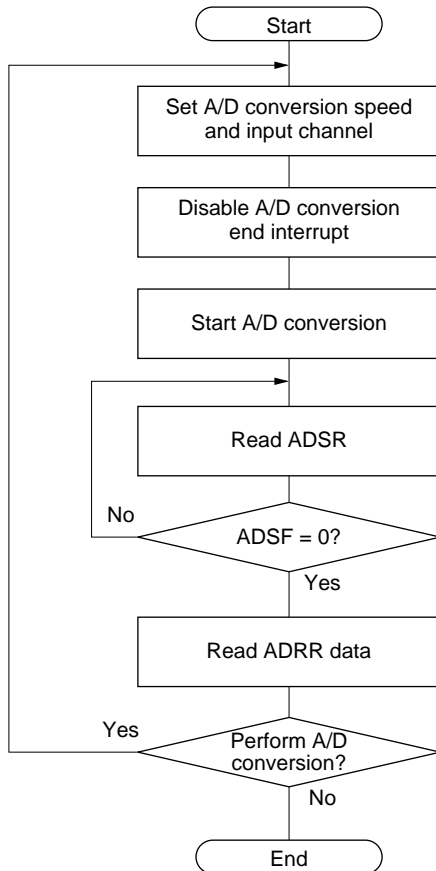 Start
Set A/D conversion speed
and input channel
Disable A/D conversion
end interrupt
Start A/D conversion
Read ADSR
No
ADSF = 0?
Yes
Read ADRR data
Yes
Perform A/D
conversion?
No
End